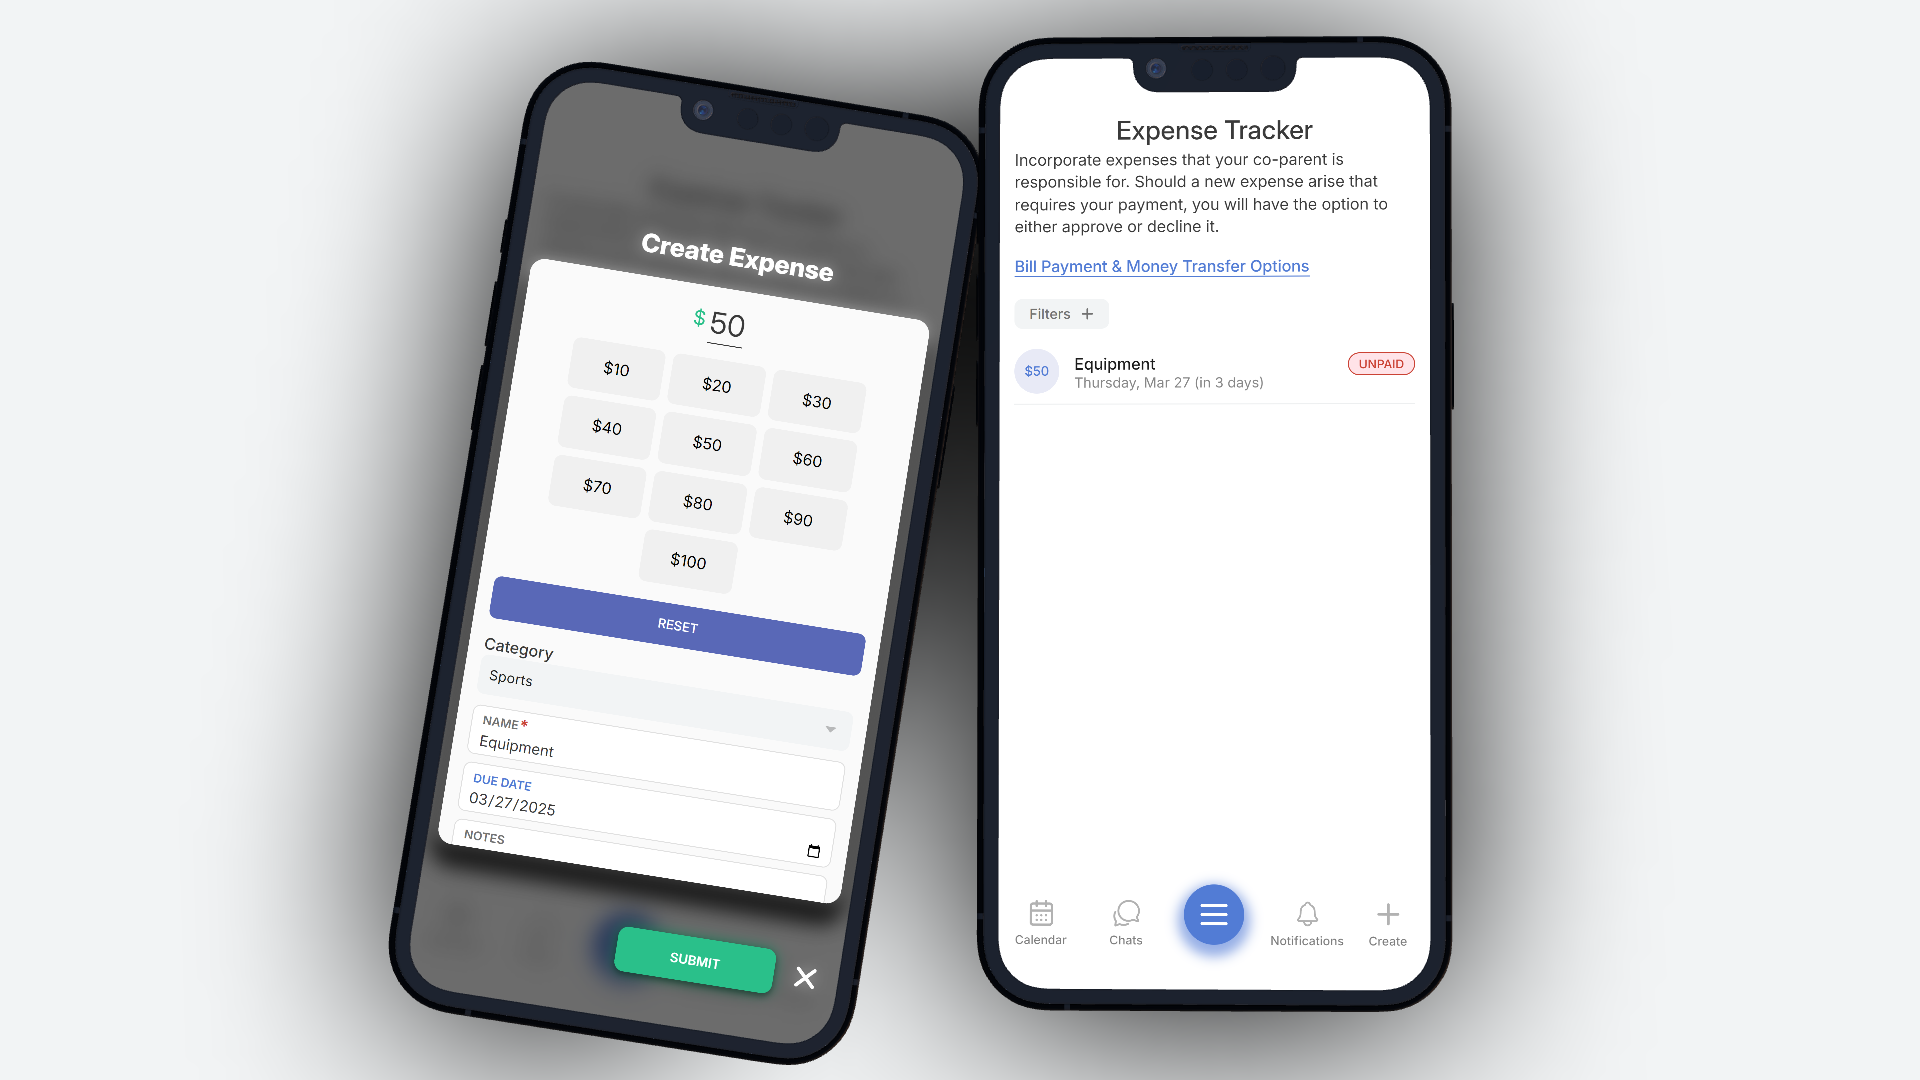 Create Expense
$ 50
$10 $20 $30
$40 $50 $60
$70 $80 $90
$100
RESET
Category
Sports
NAME*
Equipment
DUE DATE
03/27/2025
NOTES
SUBMIT
Expense Tracker
Incorporate expenses that your co-parent is
responsible for. Should a new expense arise that
requires your payment, you will have the option to
either approve or decline it.
Bill Payment & Money Transfer Options
Filters +
$50 Equipment UNPAID
Thursday, Mar 27 (in 3 days)
Calendar Chats Notifications Create